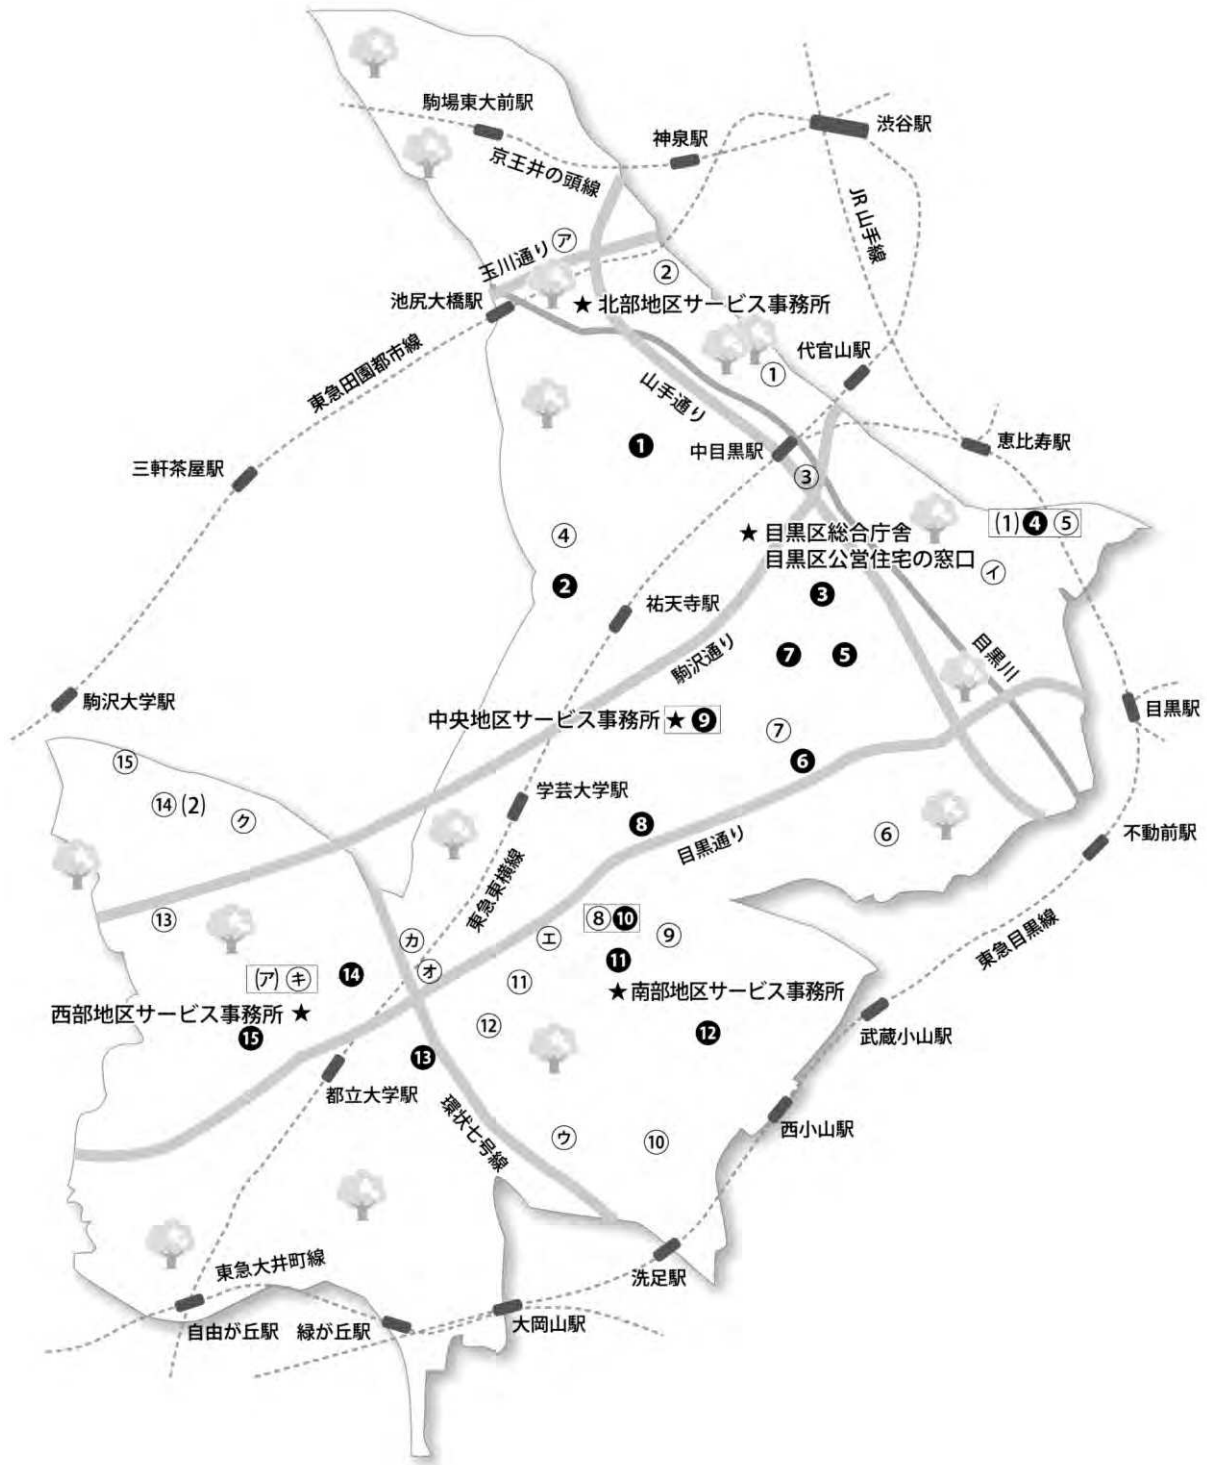 駒場東大前駅
渋谷駅
神泉駅
京王井の頭線
JR山手線
玉川通り
㋐
②
池尻大橋駅
★ 北部地区サービス事務所
代官山駅
①
東急田園都市線
山手通り
❶
中目黒駅
恵比寿駅
三軒茶屋駅
③
(1) ❹ ⑤
④
★ 目黒区総合庁舎
目黒区公営住宅の窓口
㋑
❷
❸
祐天寺駅
❼
❺
駒沢通り
目黒川
駒沢大学駅
目黒駅
中央地区サービス事務所 ★ ❾
⑦
⑮
❻
学芸大学駅
⑭ (2)
㋗
❽
目黒通り
⑥
不動前駅
東急東横線
⑬
⑧ ❿
㋕
㋓
⑨
東急目黒線
⓫
(ア) ㋖
⓮
㋔
⑪
★ 南部地区サービス事務所
西部地区サービス事務所 ★
⓯
⑫
⓬
武蔵小山駅
⓭
都立大学駅
環状七号線
西小山駅
㋒
⑩
東急大井町線
洗足駅
自由が丘駅
緑が丘駅
大岡山駅